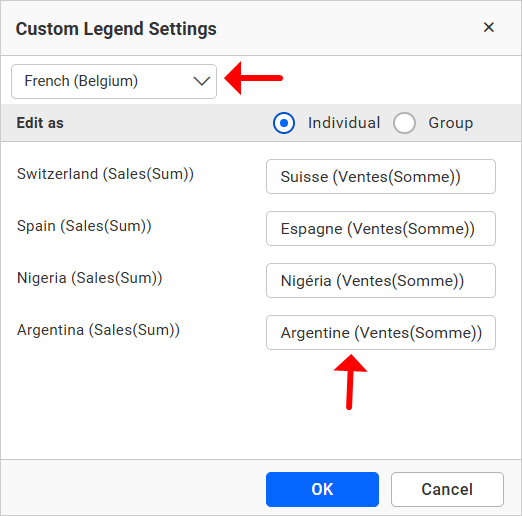 Custom Legend Settings ×
French (Belgium)
Edit as Individual Group
Switzerland (Sales(Sum)) Suisse (Ventes(Somme))
Spain (Sales(Sum)) Espagne (Ventes(Somme))
Nigeria (Sales(Sum)) Nigéria (Ventes(Somme))
Argentina (Sales(Sum)) Argentine (Ventes(Somme))
OK Cancel